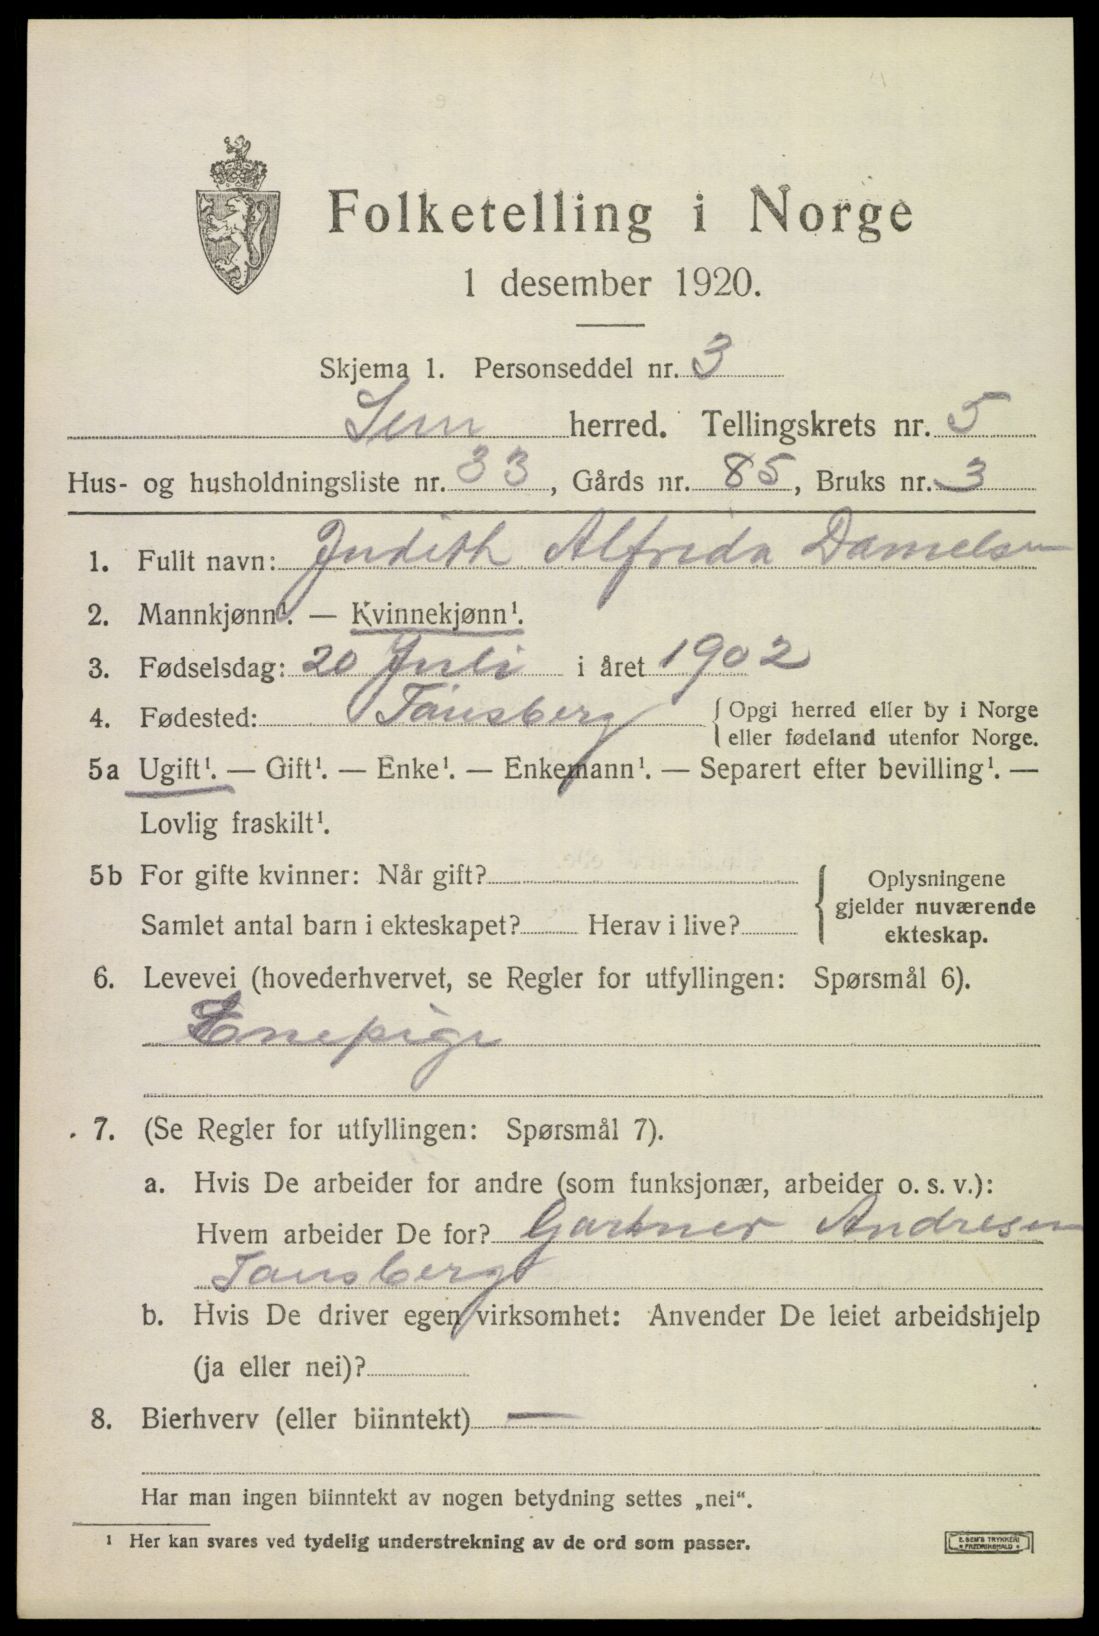 Folketelling i Norge
1 desember 1920.
Skjema 1. Personseddel nr. 3
Sem herred. Tellingskrets nr. 5
Hus- og husholdningsliste nr. 33, Gårds nr. 85, Bruks nr. 3
1. Fullt navn: Judith Alfrida Danielsen
2. Mannkjønn¹. — Kvinnekjønn¹.
3. Fødselsdag: 20 Juli i året 1902
4. Fødested: Tønsberg { Opgi herred eller by i Norge
eller fødeland utenfor Norge.
5a Ugift¹. — Gift¹. — Enke¹. — Enkemann¹. — Separert efter bevilling¹. —
Lovlig fraskilt¹.
5b For gifte kvinner: Når gift?
Samlet antal barn i ekteskapet? Herav i live?
{ Oplysningene
gjelder nuværende
ekteskap.
6. Levevei (hovederhvervet, se Regler for utfyllingen: Spørsmål 6).
Enepige
7. (Se Regler for utfyllingen: Spørsmål 7).
a. Hvis De arbeider for andre (som funksjonær, arbeider o. s. v.):
Hvem arbeider De for? Gartner Andresen
Tønsberg
b. Hvis De driver egen virksomhet: Anvender De leiet arbeidshjelp
(ja eller nei)?
8. Bierhverv (eller biinntekt) —
Har man ingen biinntekt av nogen betydning settes „nei“.
¹ Her kan svares ved tydelig understrekning av de ord som passer.
E. SEM'S TRYKKERI
FREDRIKSHALD